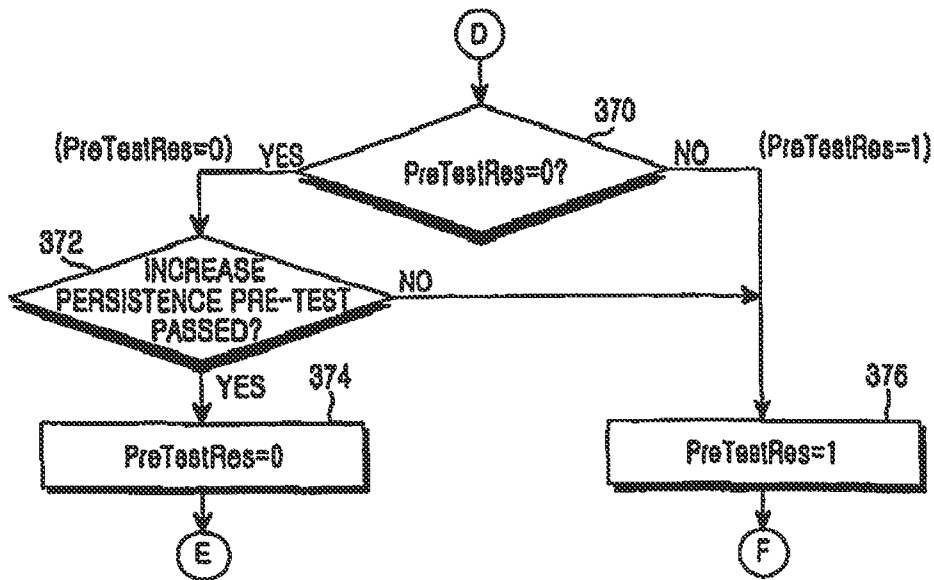 D
370
(PreTestRes=0)
YES
PreTestRes=0?
NO
(PreTestRes=1)
372
INCREASE
PERSISTENCE PRE-TEST
PASSED?
NO
YES
374
376
PreTestRes=0
PreTestRes=1
E
F